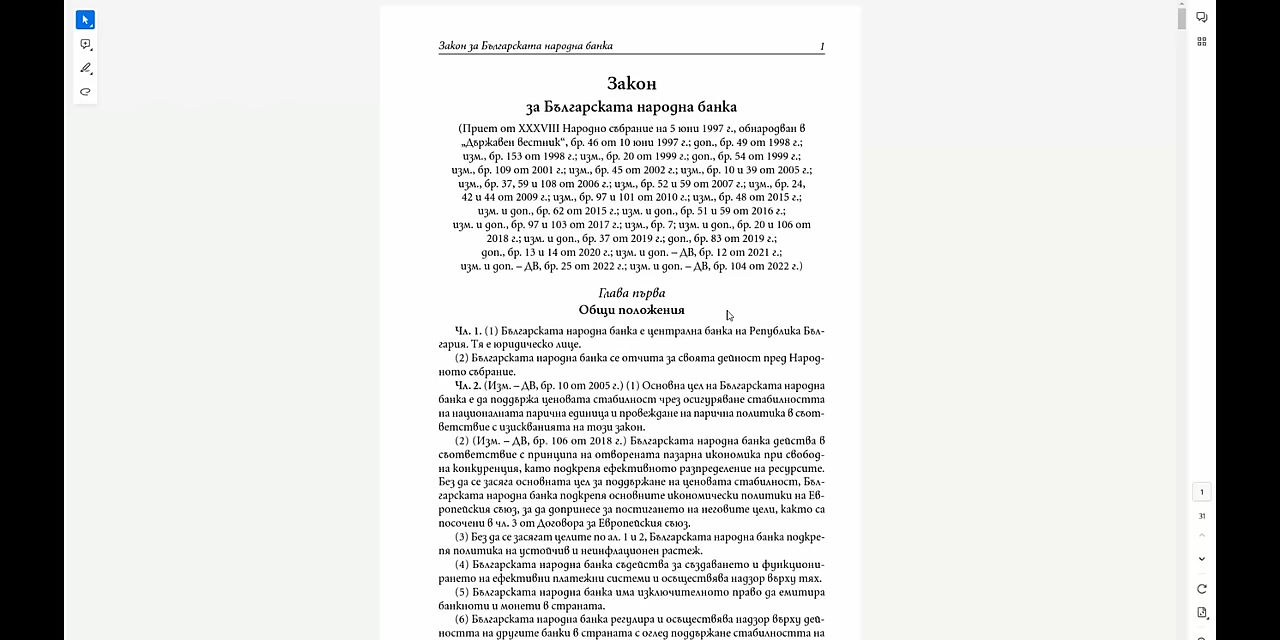 Закон за Българската народна банка 1
Закон
за Българската народна банка
(Приет от XXXVIII Народно събрание на 5 юни 1997 г., обнародван в
„Държавен вестник“, бр. 46 от 10 юни 1997 г.; доп., бр. 49 от 1998 г.;
изм., бр. 153 от 1998 г.; изм., бр. 20 от 1999 г.; доп., бр. 54 от 1999 г.;
изм., бр. 109 от 2001 г.; изм., бр. 45 от 2002 г.; изм., бр. 10 и 39 от 2005 г.;
изм., бр. 37, 59 и 108 от 2006 г.; изм., бр. 52 и 59 от 2007 г.; изм., бр. 24,
42 и 44 от 2009 г.; изм., бр. 97 и 101 от 2010 г.; изм., бр. 48 от 2015 г.;
изм. и доп., бр. 62 от 2015 г.; изм. и доп., бр. 51 и 59 от 2016 г.;
изм. и доп., бр. 97 и 103 от 2017 г.; изм., бр. 7; изм. и доп., бр. 20 и 106 от
2018 г.; изм. и доп., бр. 37 от 2019 г.; доп., бр. 83 от 2019 г.;
доп., бр. 13 и 14 от 2020 г.; изм. и доп. – ДВ, бр. 12 от 2021 г.;
изм. и доп. – ДВ, бр. 25 от 2022 г.; изм. и доп. – ДВ, бр. 104 от 2022 г.)
Глава първа
Общи положения
Чл. 1. (1) Българската народна банка е централна банка на Република Бъл-
гария. Тя е юридическо лице.
(2) Българската народна банка се отчита за своята дейност пред Народ-
ното събрание.
Чл. 2. (Изм. – ДВ, бр. 10 от 2005 г.) (1) Основна цел на Българската народна
банка е да поддържа ценовата стабилност чрез осигуряване стабилността
на националната парична единица и провеждане на парична политика в съот-
ветствие с изискванията на този закон.
(2) (Изм. – ДВ, бр. 106 от 2018 г.) Българската народна банка действа в
съответствие с принципа на отворената пазарна икономика при свобод-
на конкуренция, като подкрепя ефективното разпределение на ресурсите.
Без да се засяга основната цел за поддържане на ценовата стабилност, Бъл-
гарската народна банка подкрепя основните икономически политики на Ев-
ропейския съюз, за да допринесе за постигането на неговите цели, както са
посочени в чл. 3 от Договора за Европейския съюз.
(3) Без да се засягат целите по ал. 1 и 2, Българската народна банка подкре-
пя политика на устойчив и неинфлационен растеж.
(4) Българската народна банка съдейства за създаването и функциони-
рането на ефективни платежни системи и осъществява надзор върху тях.
(5) Българската народна банка има изключителното право да емитира
банкноти и монети в страната.
(6) Българската народна банка регулира и осъществява надзор върху дей-
ността на другите банки в страната с оглед поддържане стабилността на
1
31